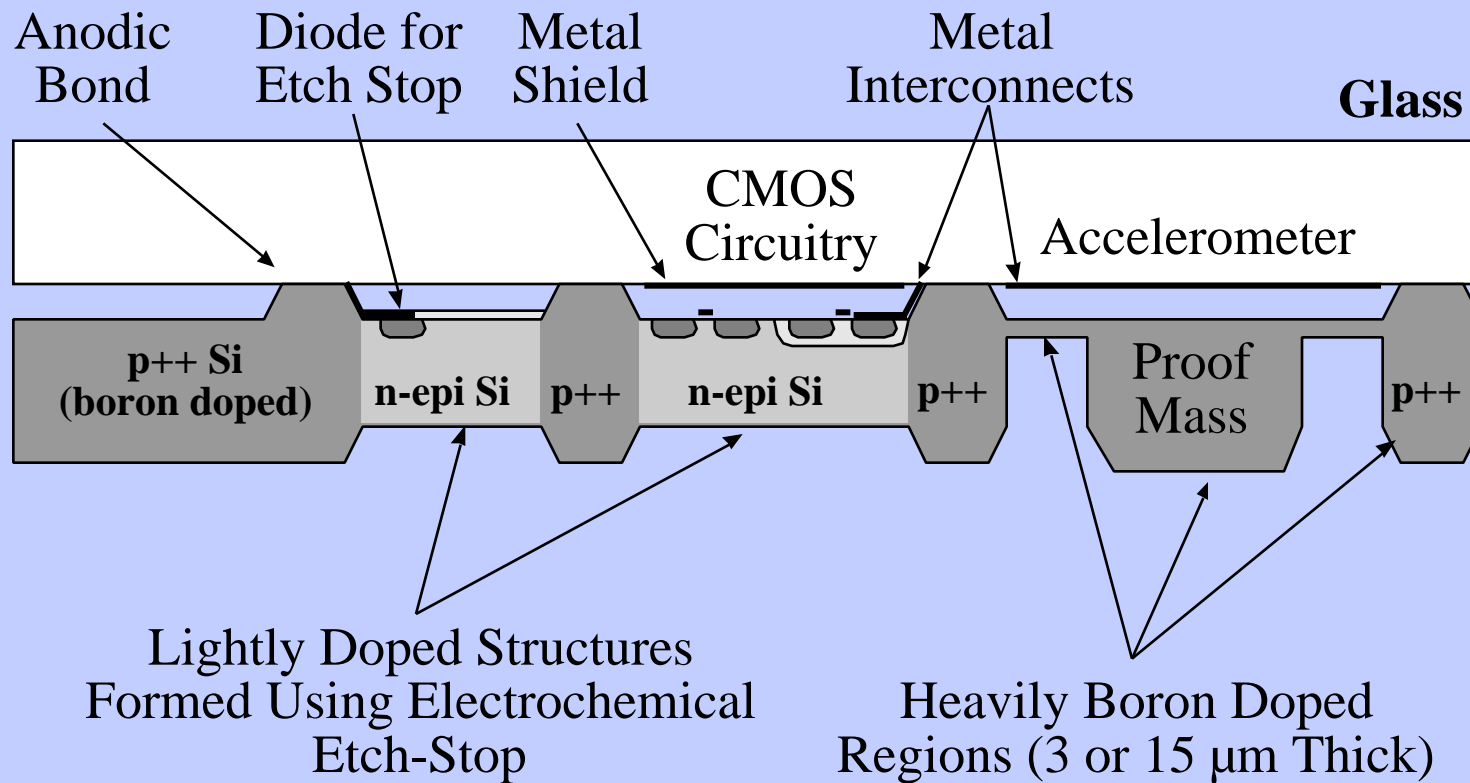 Anodic
Bond
Diode for
Etch Stop
Metal
Shield
Metal
Interconnects
Glass
CMOS
Circuitry
Accelerometer
p++ Si
(boron doped)
n-epi Si
p++
n-epi Si
p++
Proof
Mass
p++
Lightly Doped Structures
Formed Using Electrochemical
Etch-Stop
Heavily Boron Doped
Regions (3 or 15 μm Thick)